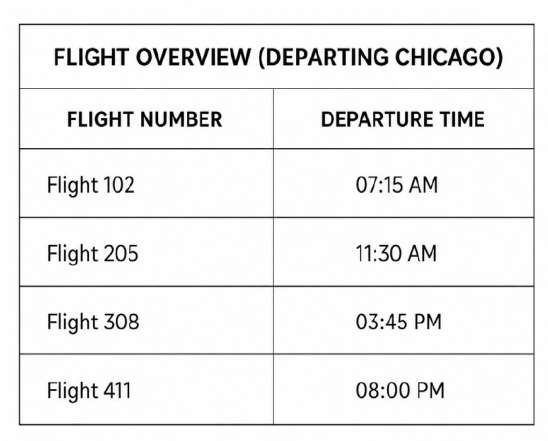 FLIGHT OVERVIEW (DEPARTING CHICAGO)
FLIGHT NUMBER DEPARTURE TIME
Flight 102 07:15 AM
Flight 205 11:30 AM
Flight 308 03:45 PM
Flight 411 08:00 PM